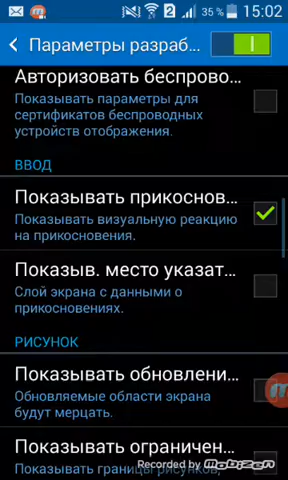 2 35% 15:02
Параметры разраб...
Авторизовать беспрово...
Показывать параметры для
сертификатов беспроводных
устройств отображения.
ВВОД
Показывать прикоснов...
Показывать визуальную реакцию
на прикосновения.
Показыв. место указат...
Слой экрана с данными о
прикосновениях.
РИСУНОК
Показывать обновлени...
Обновляемые области экрана
будут мерцать.
Показывать ограничен...
Показывать границы рисунков,
Recorded by Mobizen